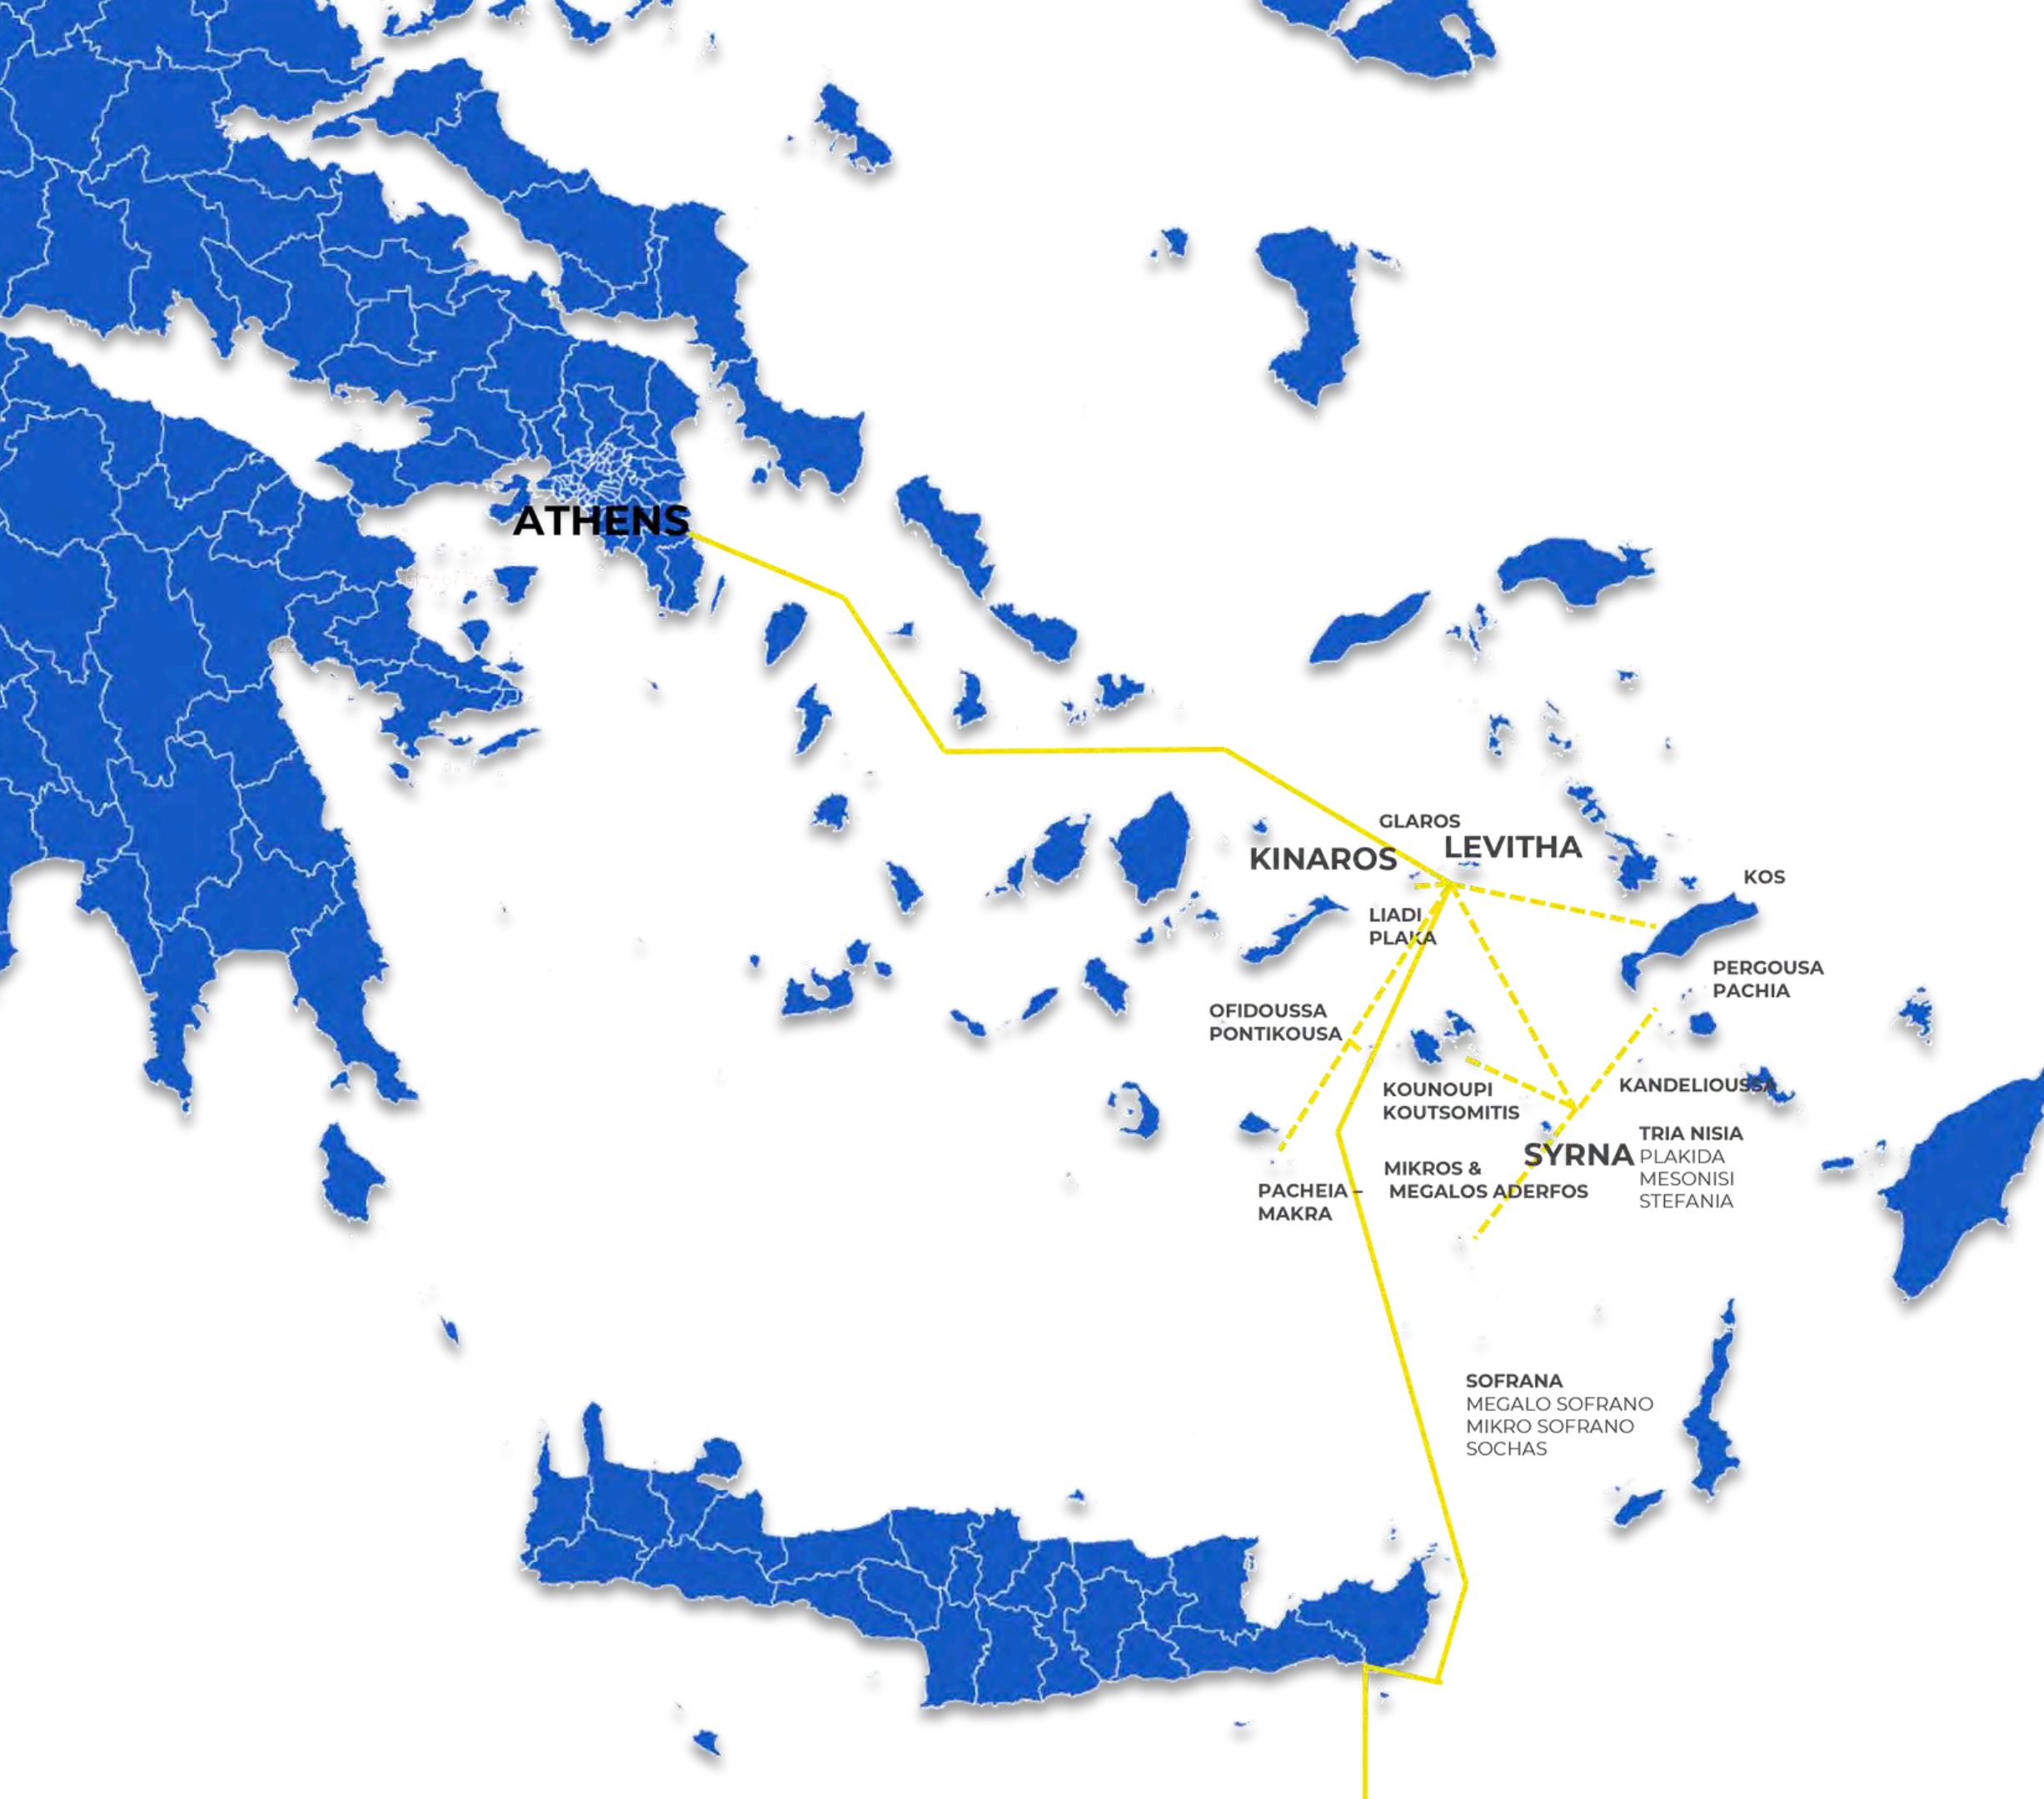 ATHENS
GLAROS
KINAROS
LEVITHA
KOS
LIADI
PLAKA
PERGOUSA
PACHIA
OFIDOUSSA
PONTIKOUSA
KANDELIOUSSA
KOUNOUPI
KOUTSOMITIS
SYRNA
TRIA NISIA
PLAKIDA
MESONISI
STEFANIA
MIKROS &
MEGALOS ADERFOS
PACHEIA –
MAKRA
SOFRANA
MEGALO SOFRANO
MIKRO SOFRANO
SOCHAS